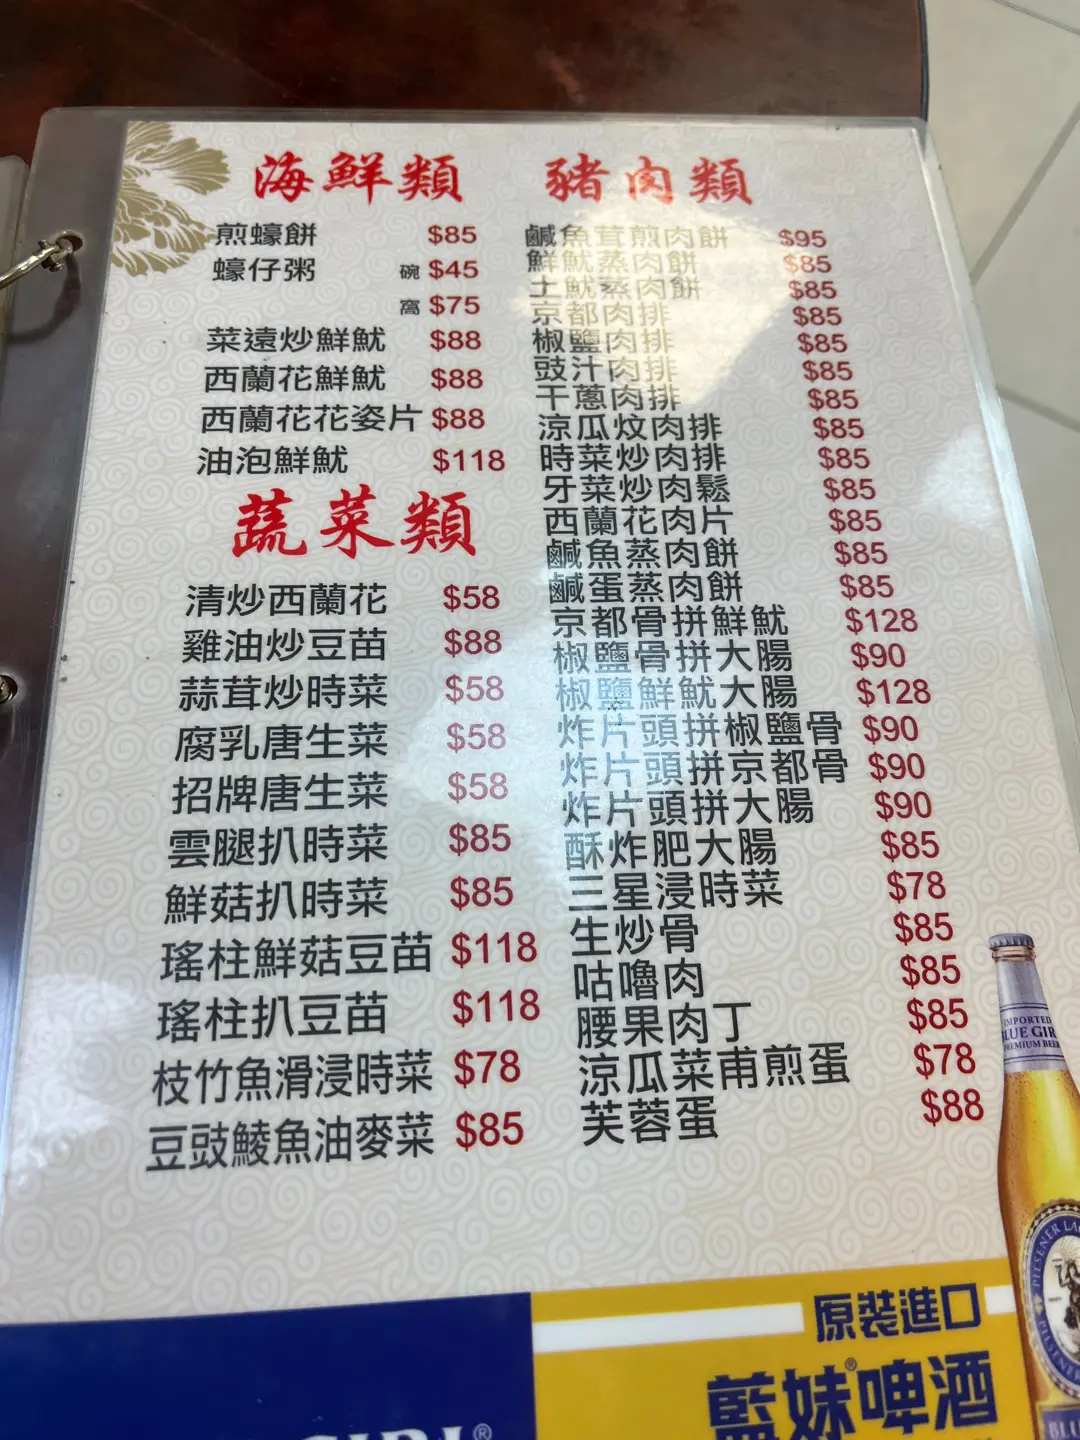 海鮮類
煎蠔餅 $85
蠔仔粥 碗 $45
窩 $75
菜遠炒鮮魷 $88
西蘭花鮮魷 $88
西蘭花花姿片 $88
油泡鮮魷 $118
蔬菜類
清炒西蘭花 $58
雞油炒豆苗 $88
蒜茸炒時菜 $58
腐乳唐生菜 $58
招牌唐生菜 $58
雲腿扒時菜 $85
鮮菇扒時菜 $85
瑤柱鮮菇豆苗 $118
瑤柱扒豆苗 $118
枝竹魚滑浸時菜 $78
豆豉鯪魚油麥菜 $85
豬肉類
鹹魚茸煎肉餅 $95
鮮魷蒸肉餅 $85
土魷蒸肉餅 $85
京都肉排 $85
椒鹽肉排 $85
豉汁肉排 $85
干蔥肉排 $85
涼瓜炆肉排 $85
時菜炒肉排 $85
牙菜炒肉鬆 $85
西蘭花肉片 $85
鹹魚蒸肉餅 $85
鹹蛋蒸肉餅 $85
京都骨拼鮮魷 $128
椒鹽骨拼大腸 $90
椒鹽鮮魷大腸 $128
炸片頭拼椒鹽骨 $90
炸片頭拼京都骨 $90
炸片頭拼大腸 $90
酥炸肥大腸 $85
三星浸時菜 $78
生炒骨 $85
咕嚕肉 $85
腰果肉丁 $85
涼瓜菜甫煎蛋 $78
芙蓉蛋 $88
IMPORTED
BLUE GIRL
PREMIUM BEER
PILSENER
原裝進口
藍妹®啤酒